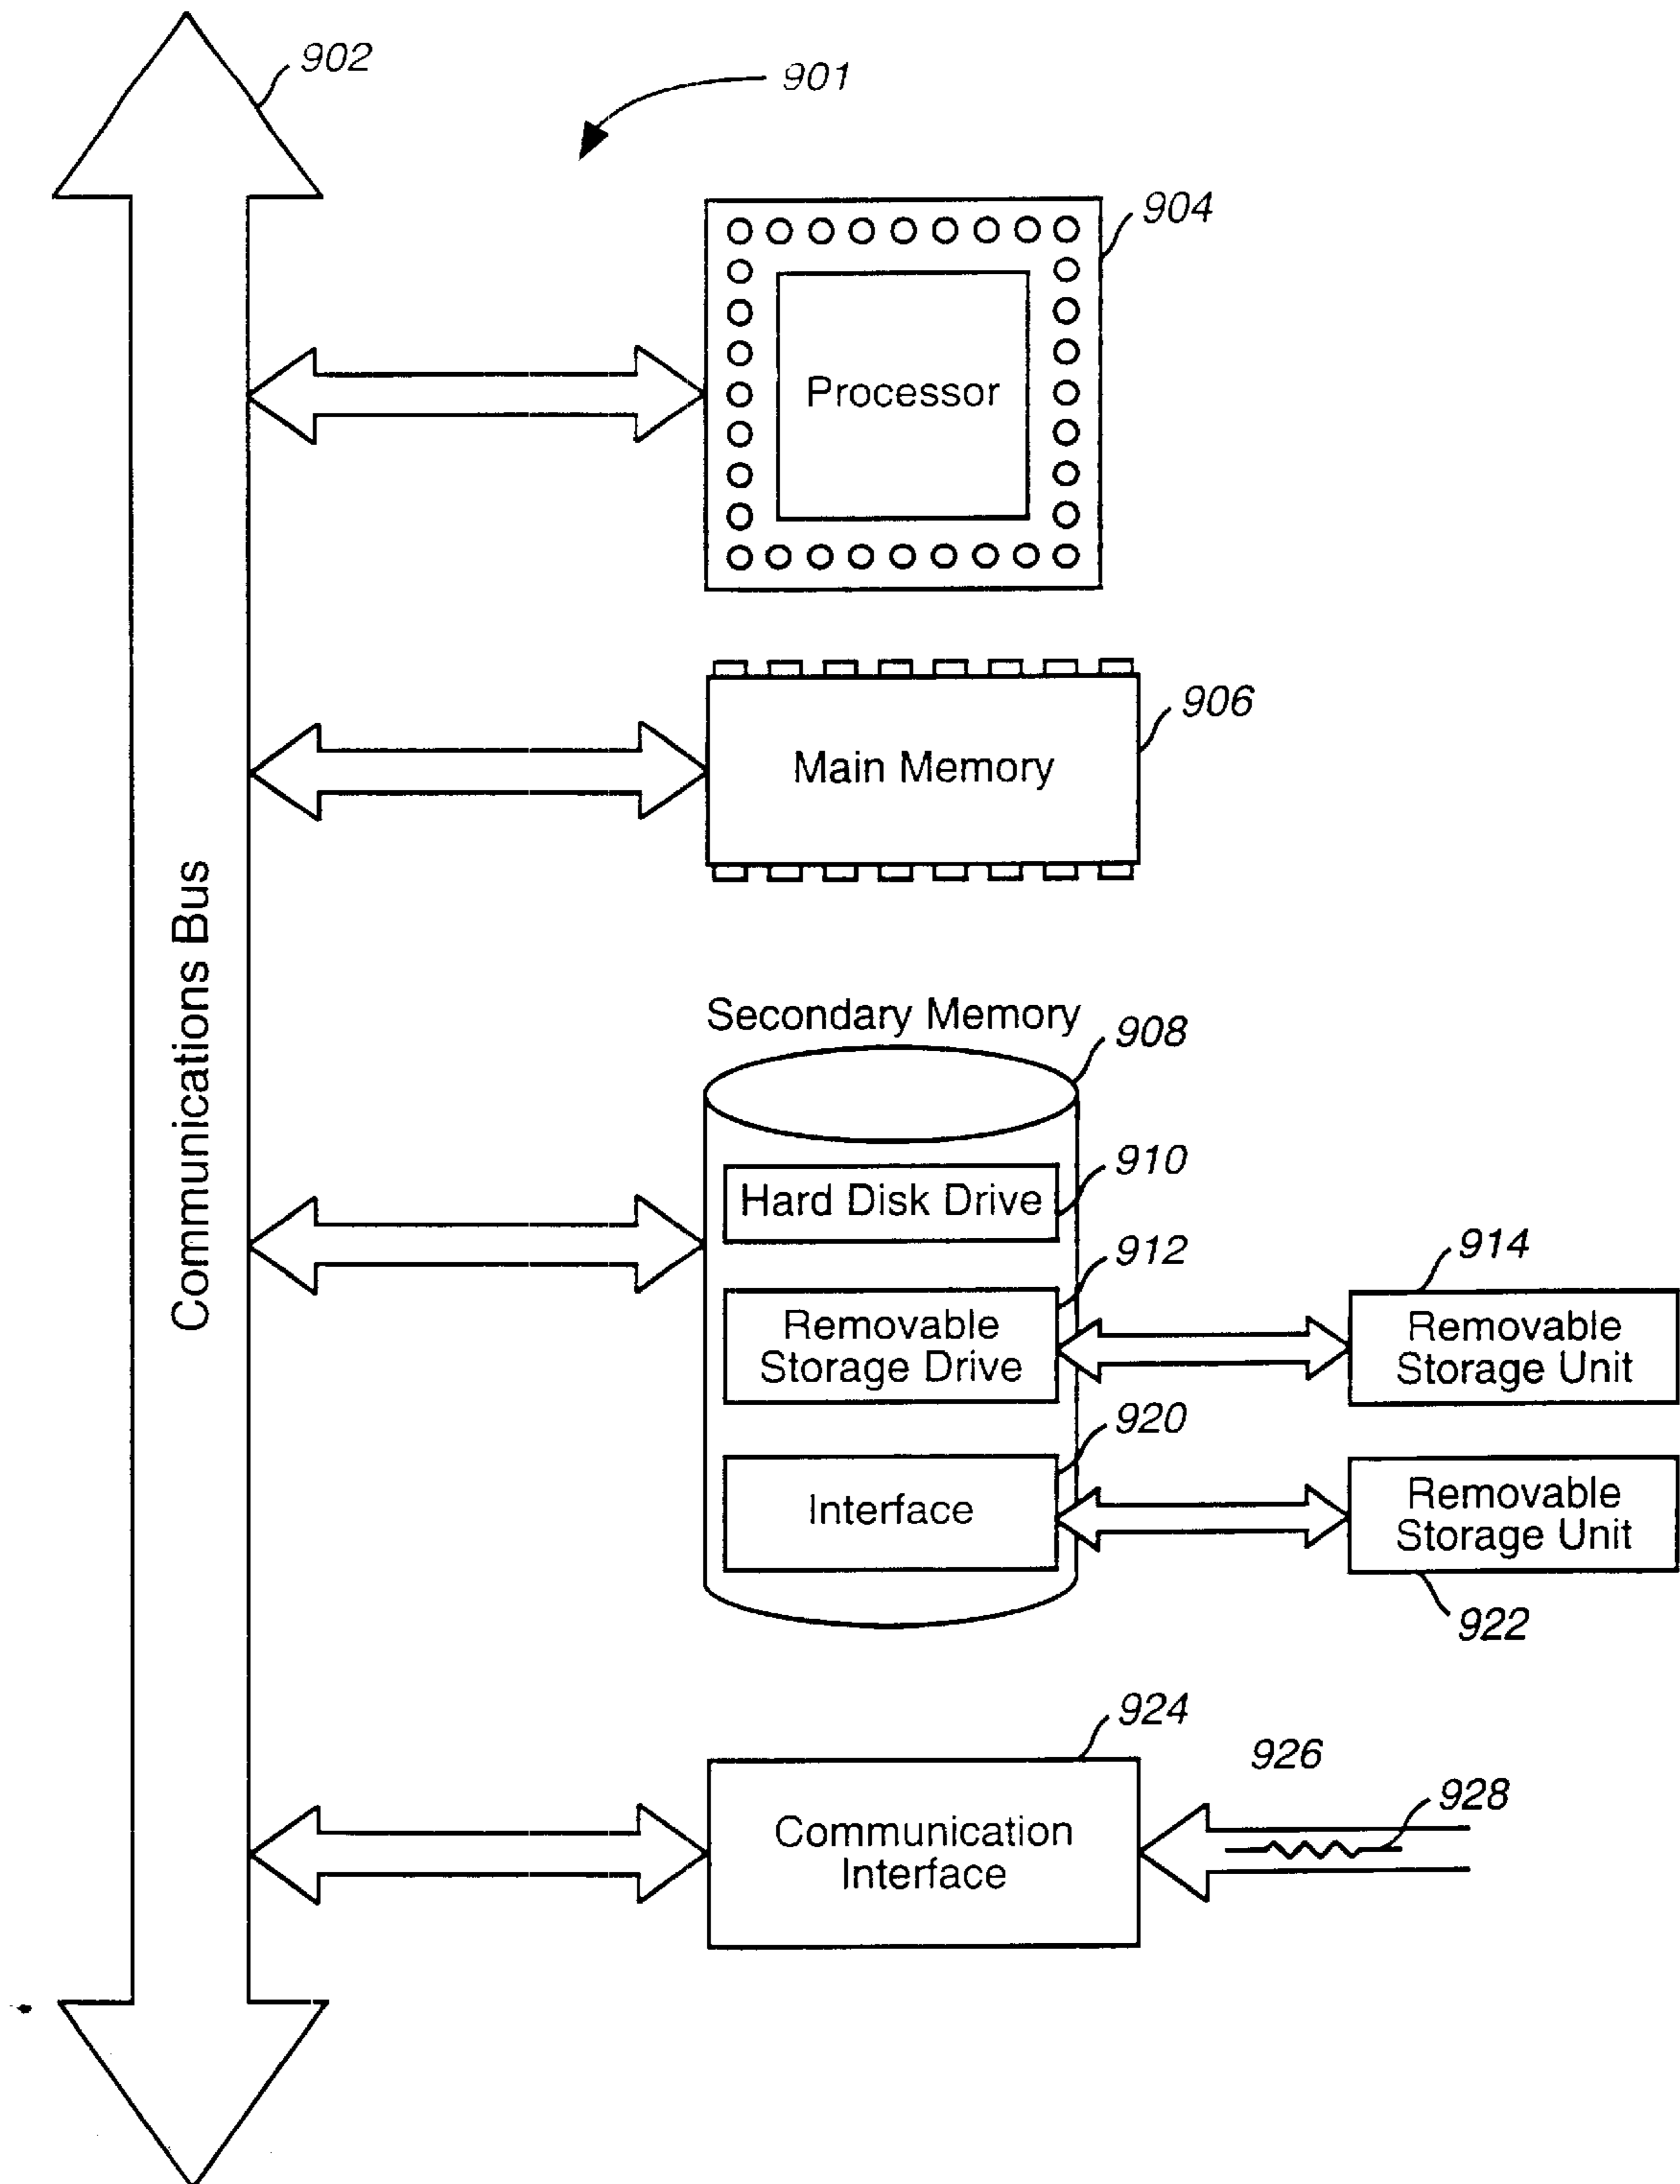 902
901
904
Processor
906
Main Memory
Communications Bus
Secondary Memory
908
910
Hard Disk Drive
912
Removable
Storage Drive
914
Removable
Storage Unit
920
Interface
Removable
Storage Unit
922
924
Communication
Interface
926
928